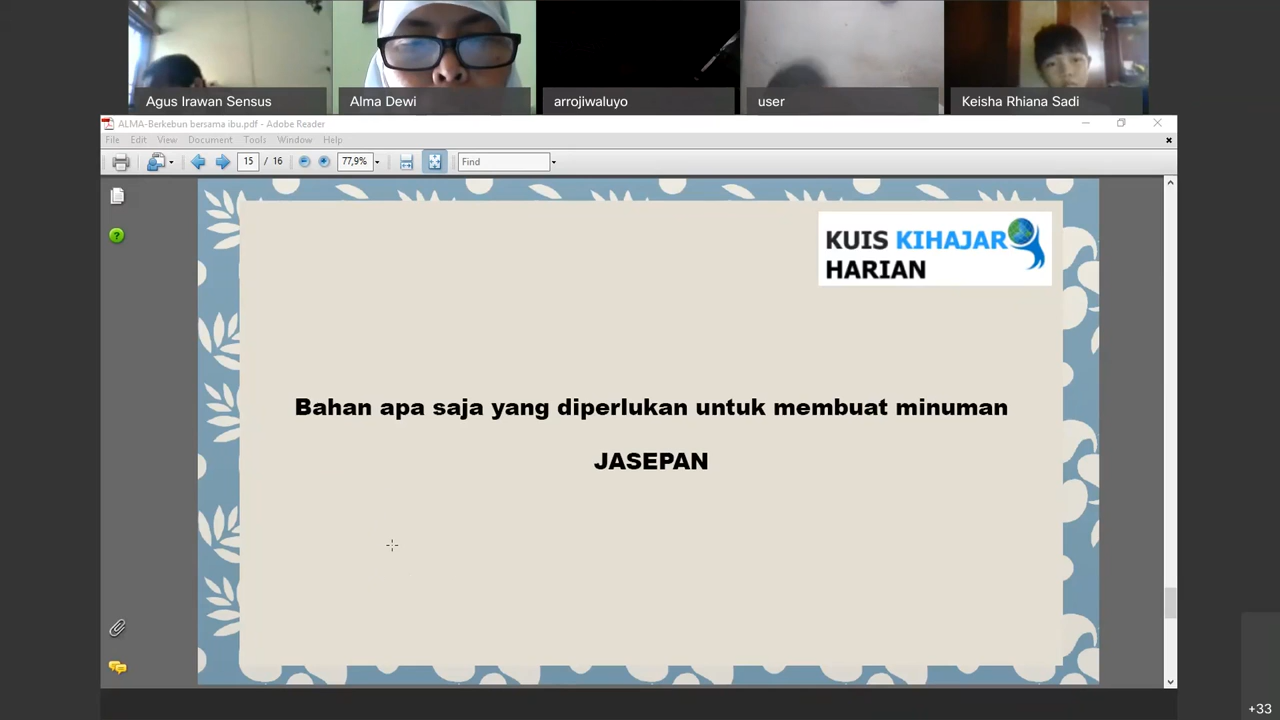 Agus Irawan Sensus
Alma Dewi
arrojiwaluyo
user
Keisha Rhiana Sadi
ALMA-Berkebun bersama ibu.pdf - Adobe Reader
File Edit View Document Tools Window Help
15 / 16 77,9% Find
KUIS KIHAJAR
HARIAN
Bahan apa saja yang diperlukan untuk membuat minuman
JASEPAN
+33